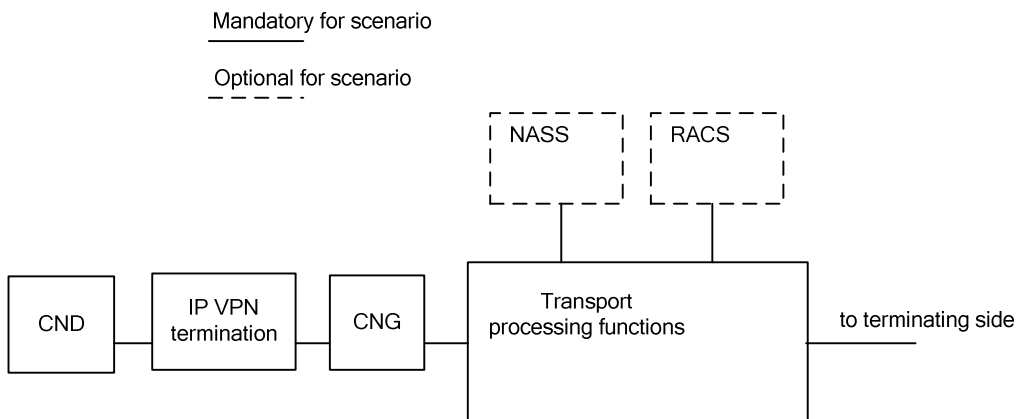 Mandatory for scenario
Optional for scenario
NASS
RACS
CND
IP VPN
termination
CNG
Transport
processing functions
to terminating side